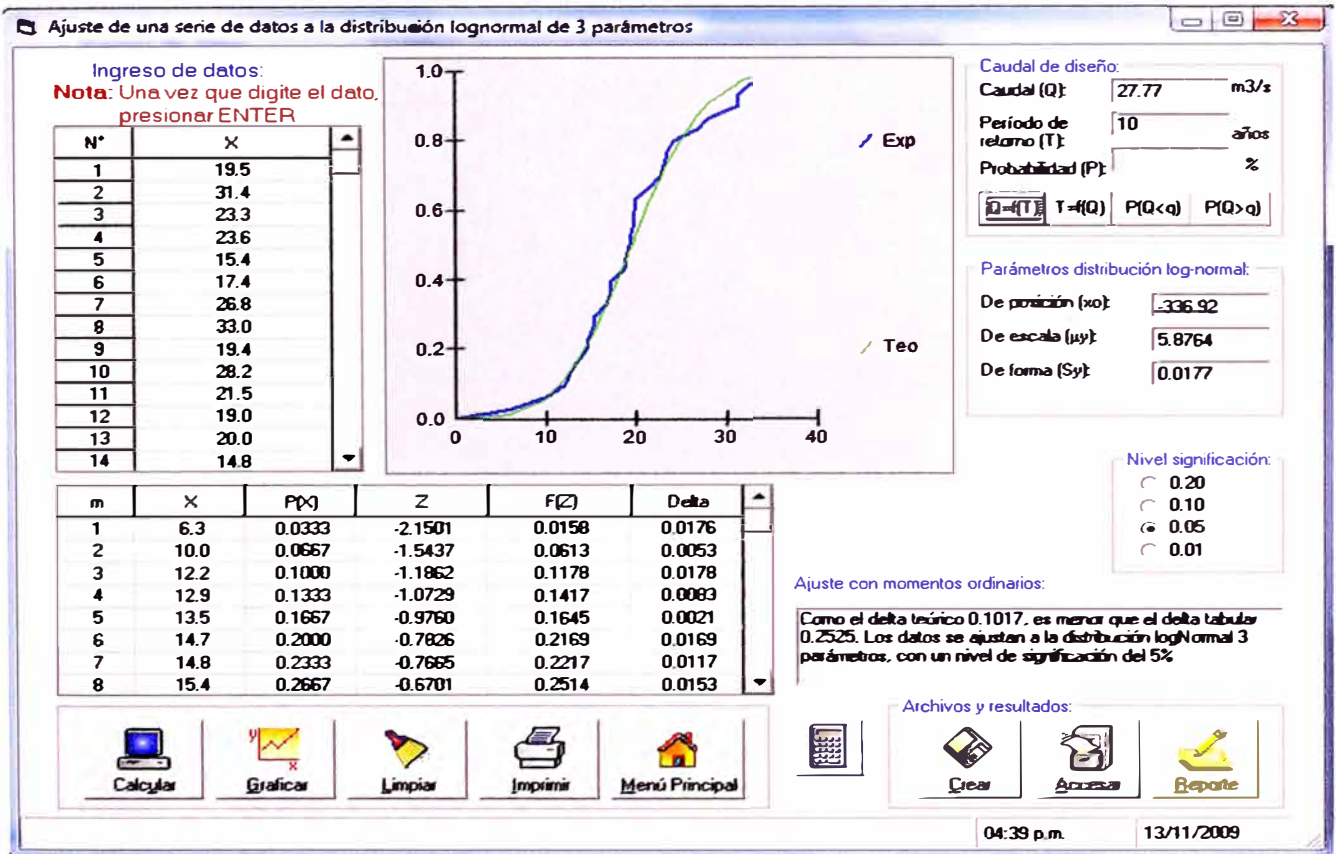 Ajuste de una serie de datos a la distribución lognormal de 3 parámetros
Ingreso de datos:
Nota: Una vez que digite el dato,
presionar ENTER
N° X
1 19.5
2 31.4
3 23.3
4 23.6
5 15.4
6 17.4
7 26.8
8 33.0
9 19.4
10 28.2
11 21.5
12 19.0
13 20.0
14 14.8
1.0
0.8
0.6
0.4
0.2
0.0
0 10 20 30 40
Exp
Teo
Caudal de diseño:
Caudal (Q): 27.77 m3/s
Período de
retorno (T): 10 años
Probabilidad (P): %
Q=f(T) T=f(Q) P(Q<q) P(Q>q)
Parámetros distribución log-normal:
De posición (xo): -336.92
De escala (µy): 5.8764
De forma (Sy): 0.0177
Nivel significación:
0.20
0.10
0.05
0.01
m X P(X) Z F(Z) Delta
1 6.3 0.0333 -2.1501 0.0158 0.0176
2 10.0 0.0667 -1.5437 0.0613 0.0053
3 12.2 0.1000 -1.1862 0.1178 0.0178
4 12.9 0.1333 -1.0729 0.1417 0.0083
5 13.5 0.1667 -0.9760 0.1645 0.0021
6 14.7 0.2000 -0.7826 0.2169 0.0169
7 14.8 0.2333 -0.7665 0.2217 0.0117
8 15.4 0.2667 -0.6701 0.2514 0.0153
Ajuste con momentos ordinarios:
Como el delta teórico 0.1017, es menor que el delta tabular
0.2525. Los datos se ajustan a la distribución logNormal 3
parámetros, con un nivel de significación del 5%
Archivos y resultados:
y
x
Calcular Graficar Limpiar Imprimir Menú Principal
Crear Accesar Reporte
04:39 p.m. 13/11/2009